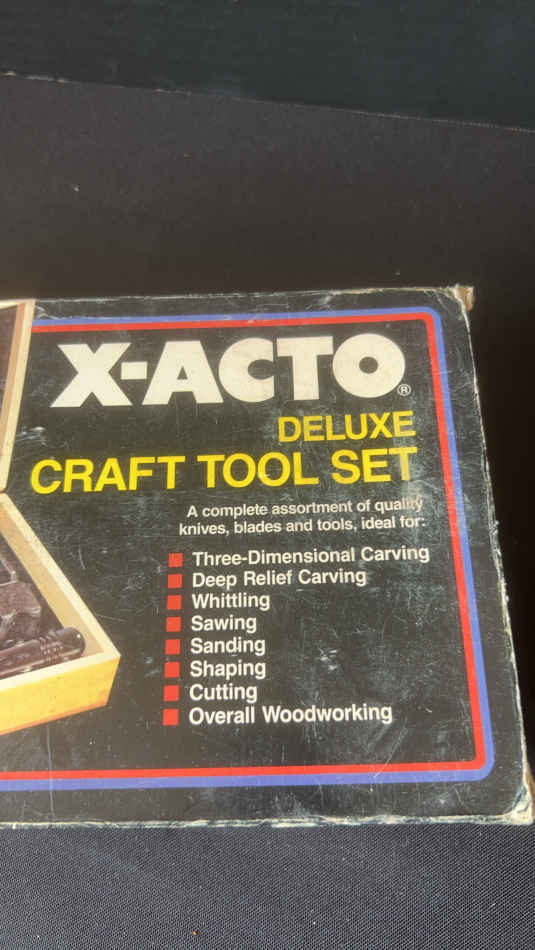 X-ACTO®
DELUXE
CRAFT TOOL SET
A complete assortment of quality
knives, blades and tools, ideal for:
Three-Dimensional Carving
Deep Relief Carving
Whittling
Sawing
Sanding
Shaping
Cutting
Overall Woodworking